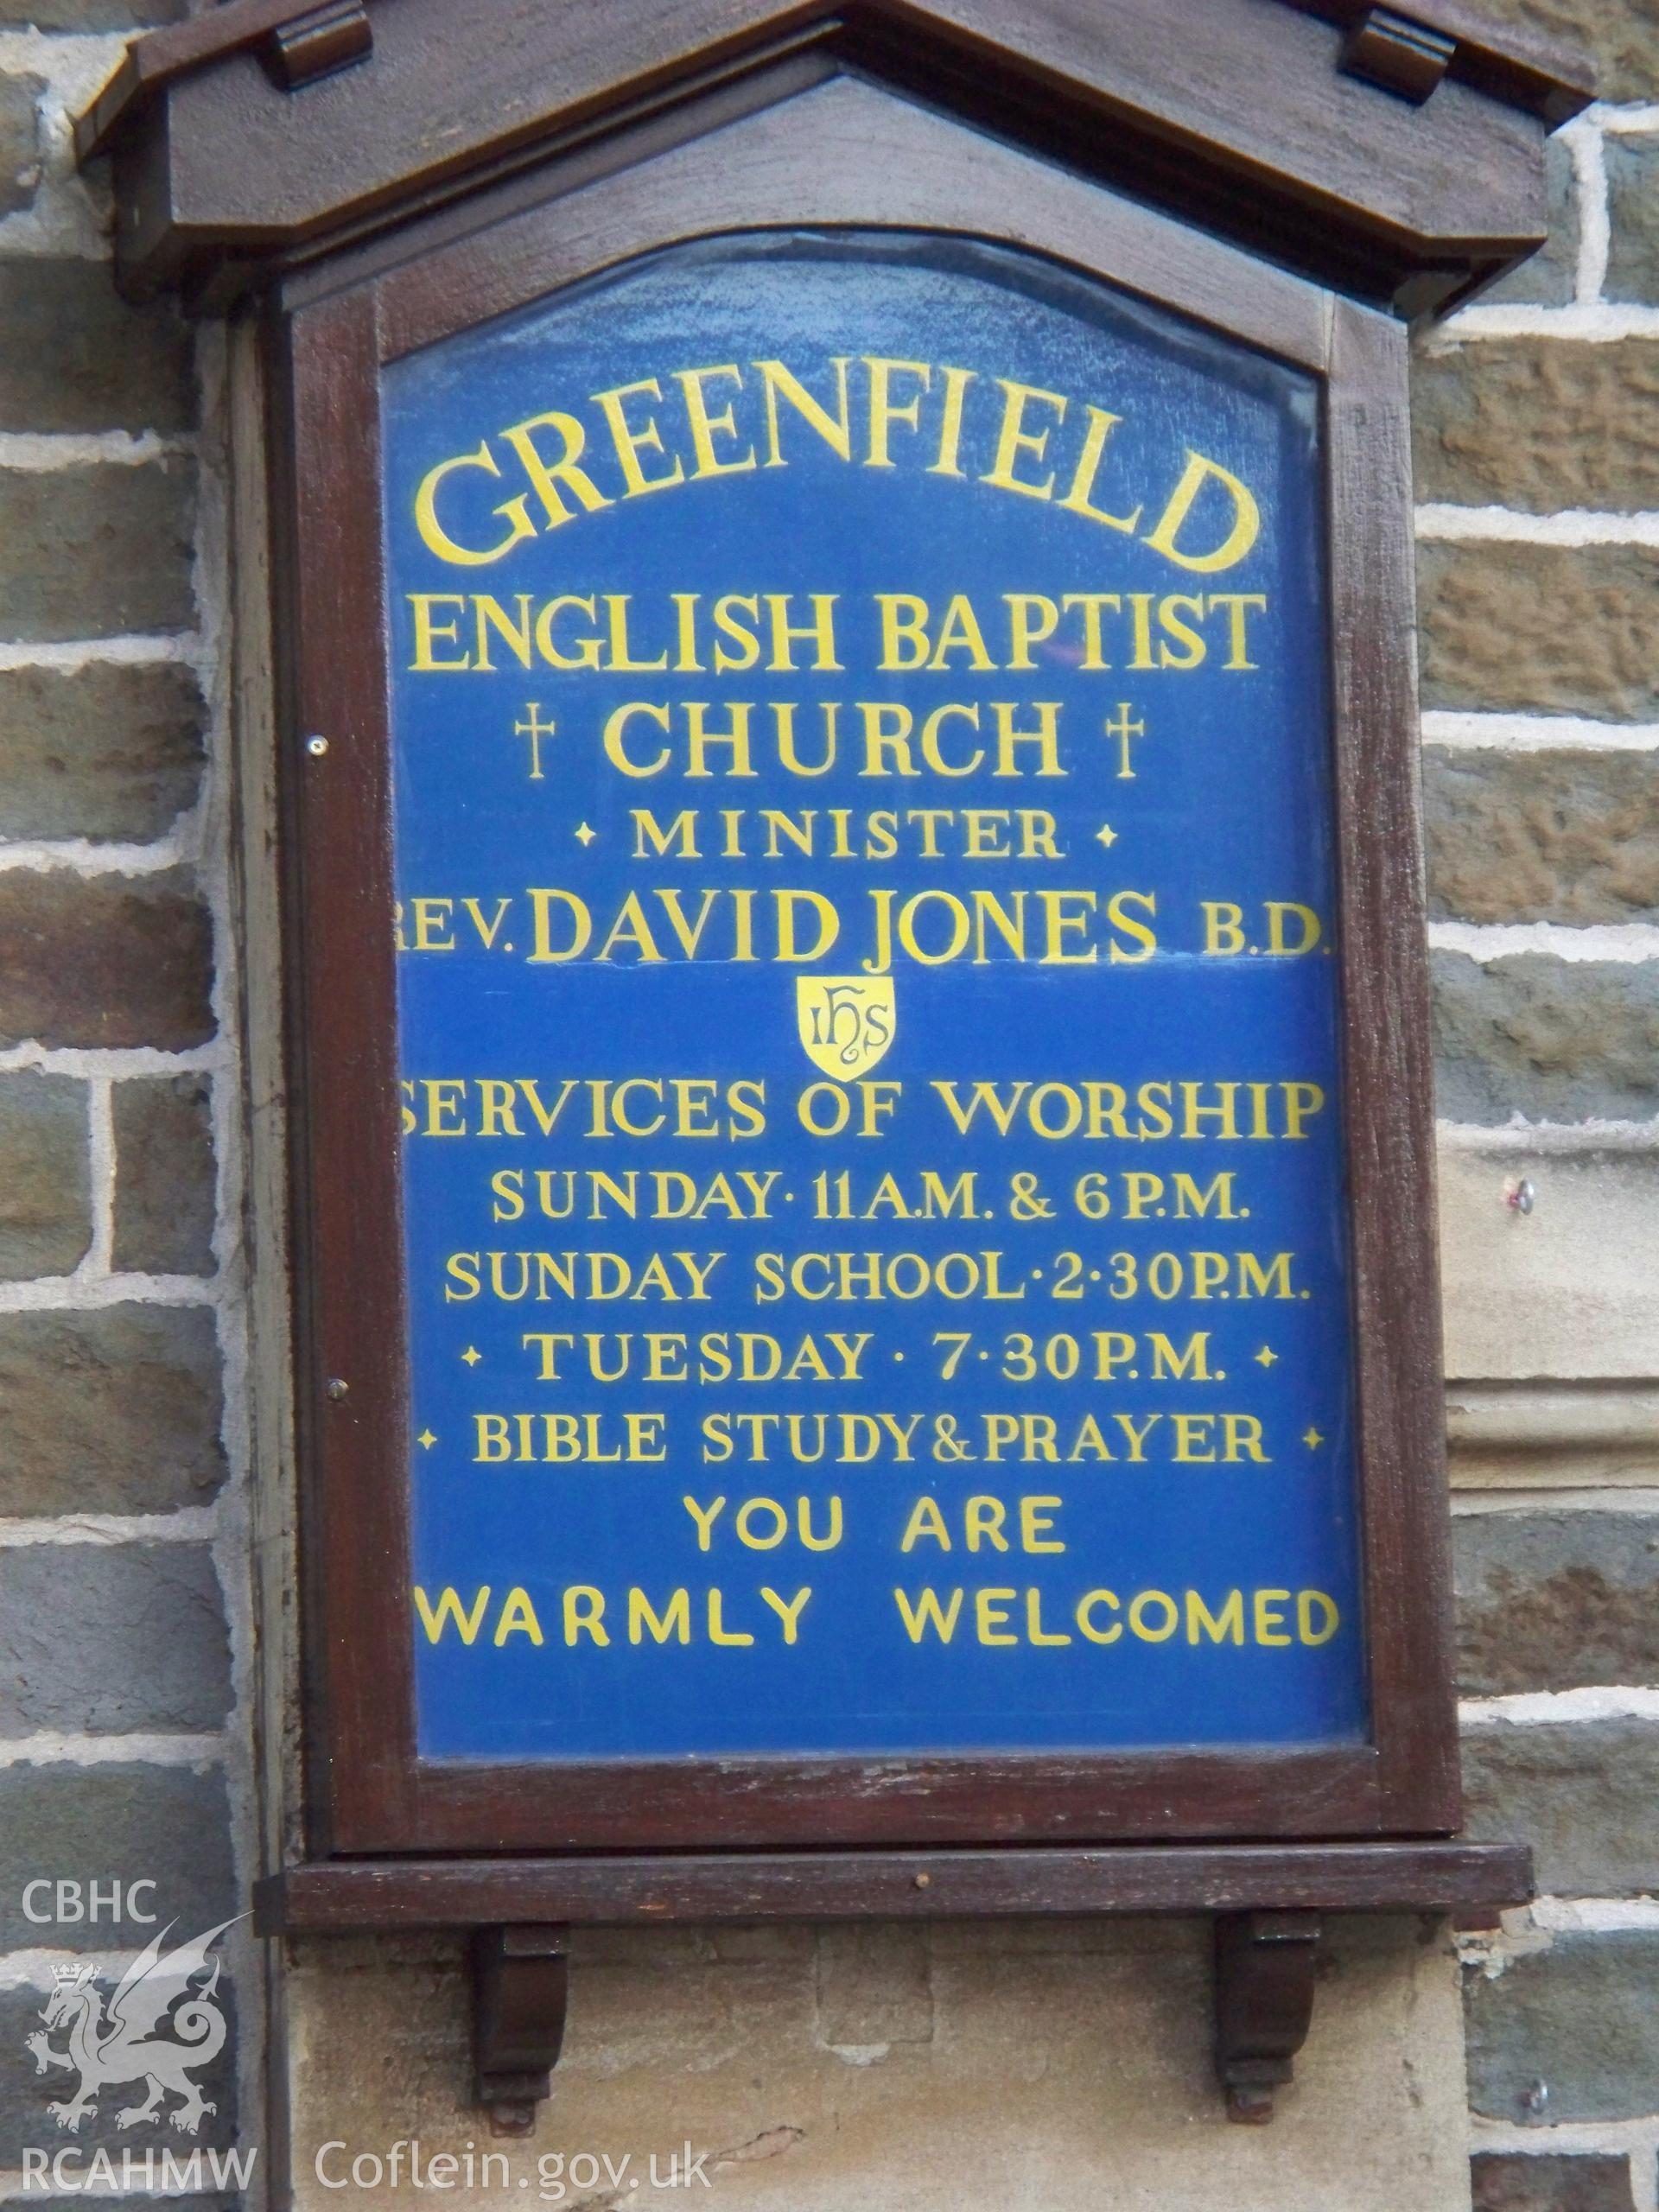 GREENFIELD
ENGLISH BAPTIST
† CHURCH †
MINISTER
REV. DAVID JONES B.D.
IHS
SERVICES OF WORSHIP
SUNDAY · 11 A.M. & 6 P.M.
SUNDAY SCHOOL · 2·30 P.M.
TUESDAY · 7·30 P.M.
BIBLE STUDY & PRAYER
YOU ARE
WARMLY WELCOMED
CBHC
RCAHMW Coflein.gov.uk